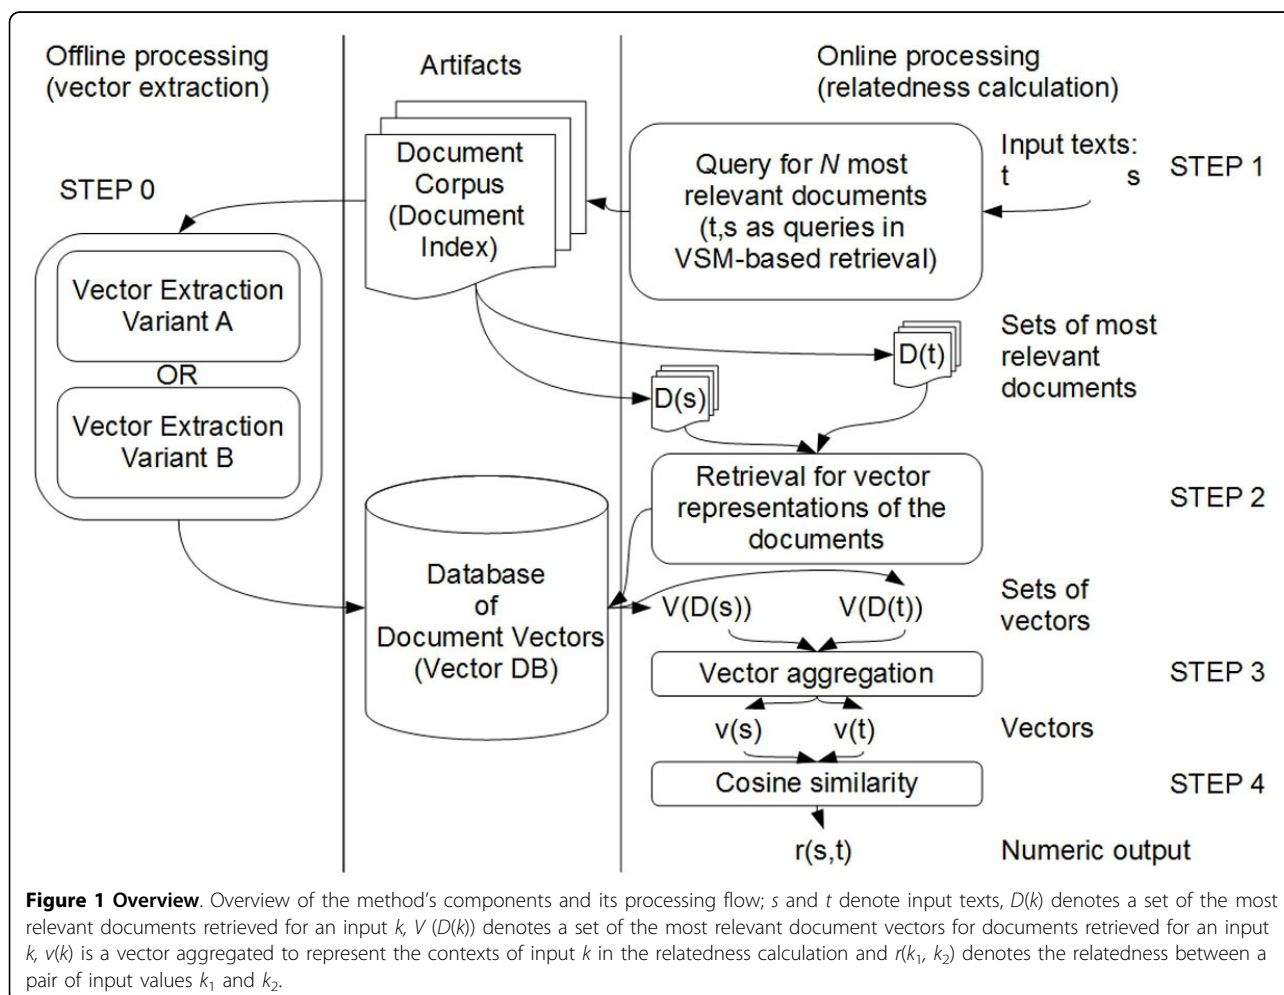 Offline processing
(vector extraction)
Artifacts
Online processing
(relatedness calculation)
STEP 0
Vector Extraction
Variant A
OR
Vector Extraction
Variant B
Document
Corpus
(Document
Index)
Database
of
Document Vectors
(Vector DB)
Query for N most
relevant documents
(t,s as queries in
VSM-based retrieval)
Input texts:
t s
STEP 1
D(t)
D(s)
Sets of most
relevant
documents
Retrieval for vector
representations of the
documents
STEP 2
V(D(s)) V(D(t))
Sets of
vectors
Vector aggregation
STEP 3
v(s) v(t)
Vectors
Cosine similarity
STEP 4
r(s,t)
Numeric output
Figure 1 Overview. Overview of the method's components and its processing flow; s and t denote input texts, D(k) denotes a set of the most
relevant documents retrieved for an input k, V (D(k)) denotes a set of the most relevant document vectors for documents retrieved for an input
k, v(k) is a vector aggregated to represent the contexts of input k in the relatedness calculation and r(k₁, k₂) denotes the relatedness between a
pair of input values k₁ and k₂.